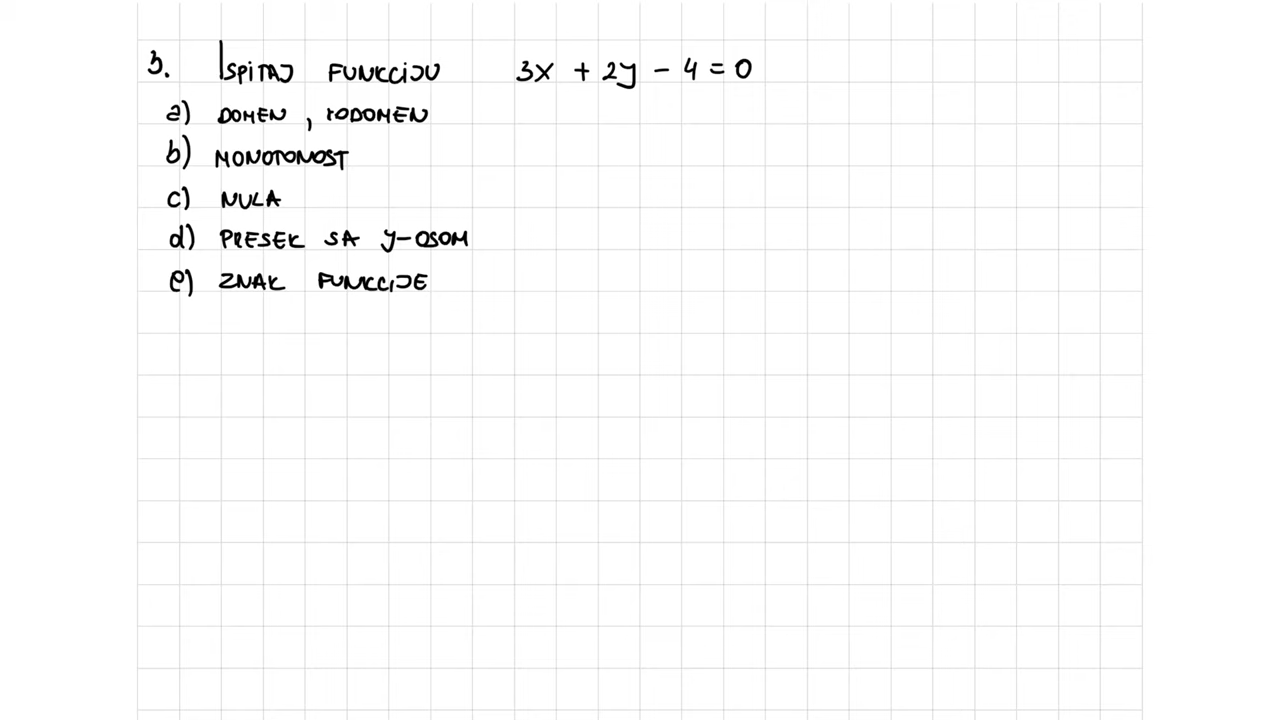 3. ISPITAJ FUNKCIJU 3x + 2y - 4 = 0
a) DOMEN, KODOMEN
b) MONOTONOST
c) NULA
d) PRESEK SA y-OSOM
e) ZNAK FUNKCIJE